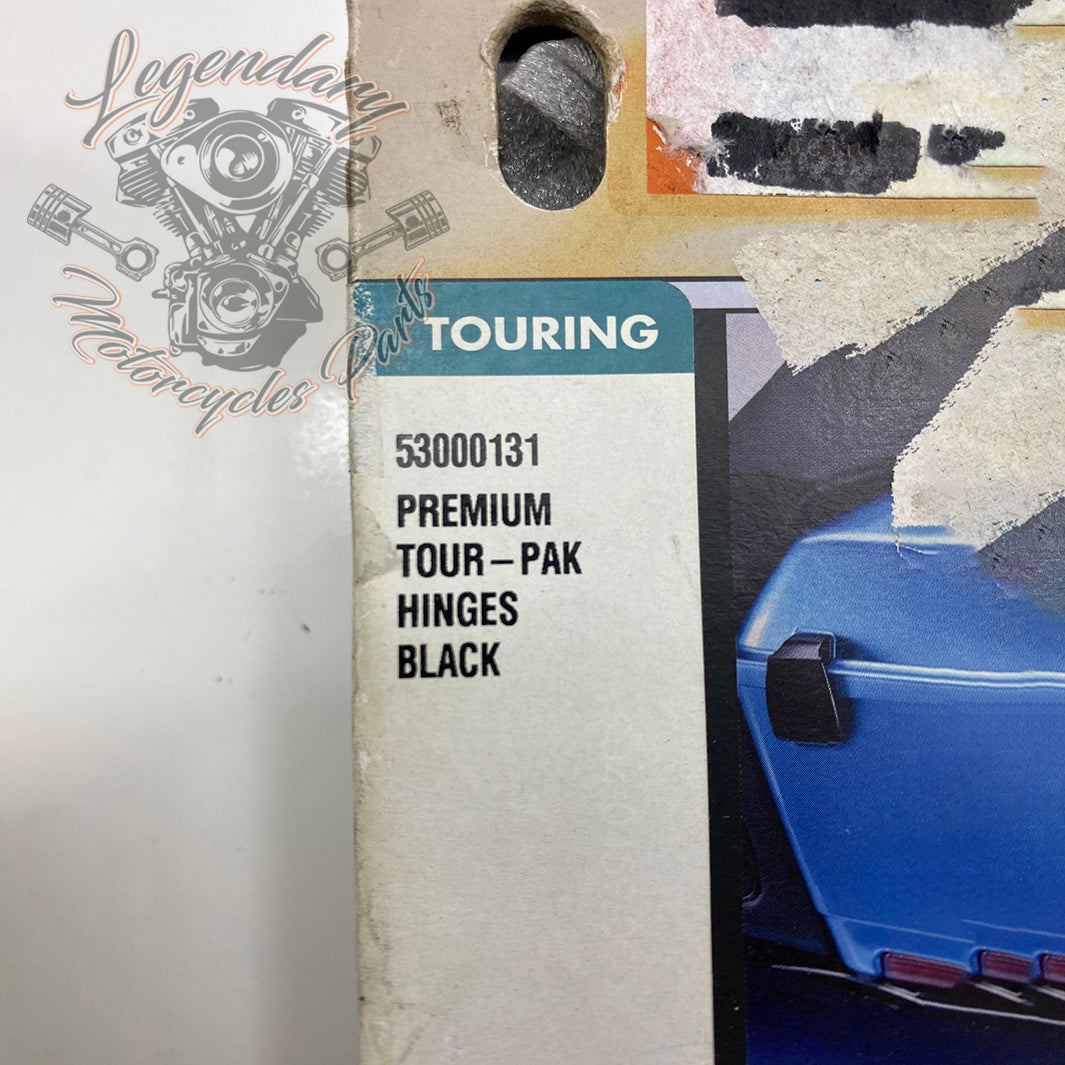 Legendary
Motorcycles Parts
TOURING
53000131
PREMIUM
TOUR–PAK
HINGES
BLACK